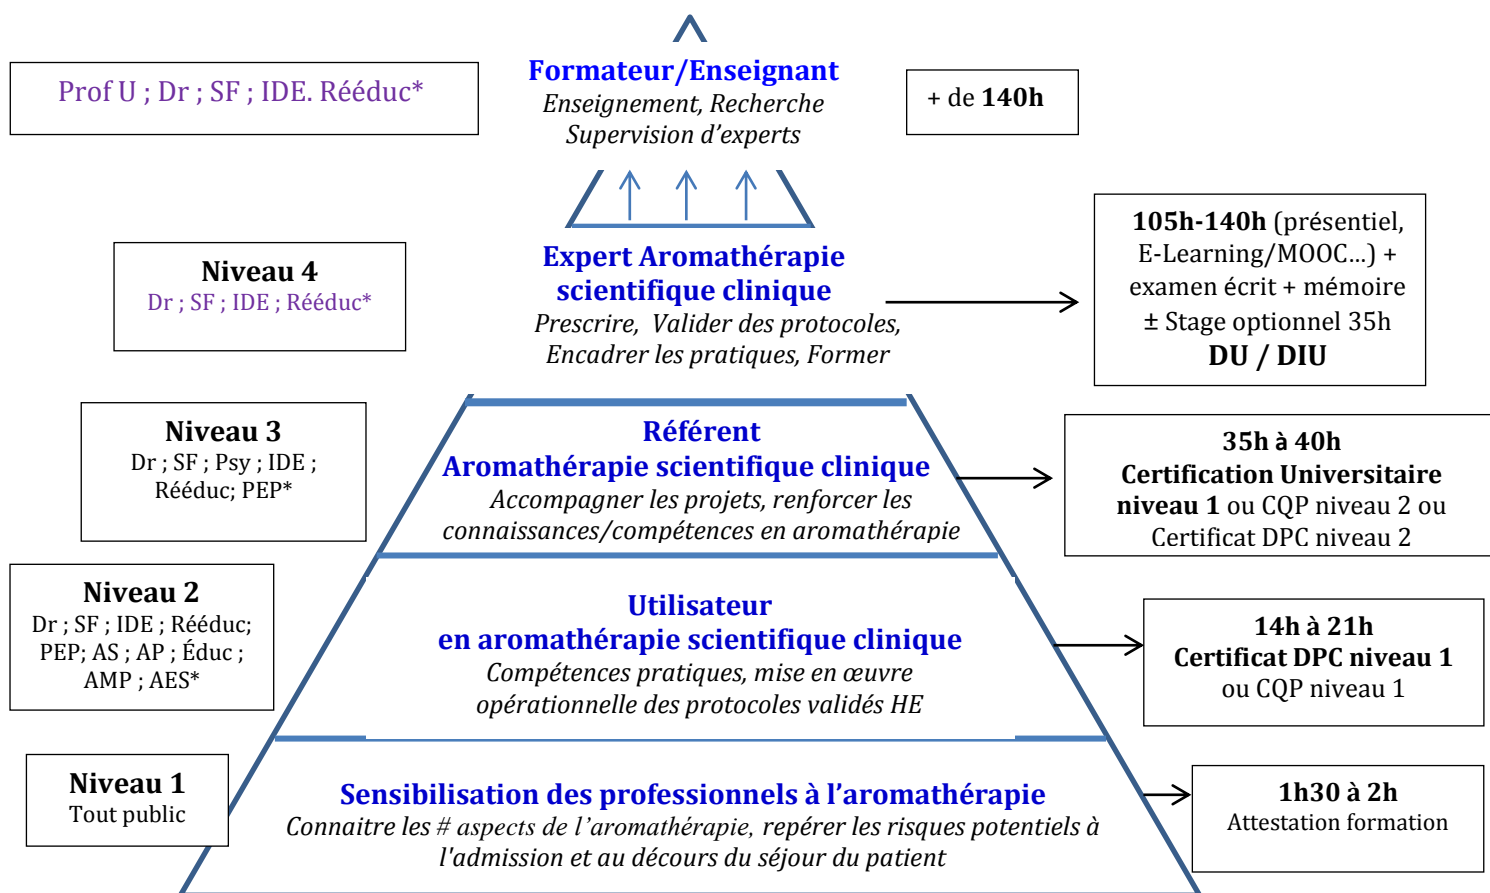 Prof U ; Dr ; SF ; IDE. Rééduc*
Formateur/Enseignant
Enseignement, Recherche
Supervision d’experts
+ de 140h
Niveau 4
Dr ; SF ; IDE ; Rééduc*
Expert Aromathérapie
scientifique clinique
Prescrire, Valider des protocoles,
Encadrer les pratiques, Former
105h-140h (présentiel,
E-Learning/MOOC...) +
examen écrit + mémoire
± Stage optionnel 35h
DU / DIU
Niveau 3
Dr ; SF ; Psy ; IDE ;
Rééduc; PEP*
Référent
Aromathérapie scientifique clinique
Accompagner les projets, renforcer les
connaissances/compétences en aromathérapie
35h à 40h
Certification Universitaire
niveau 1 ou CQP niveau 2 ou
Certificat DPC niveau 2
Niveau 2
Dr ; SF ; IDE ; Rééduc;
PEP; AS ; AP ; Éduc ;
AMP ; AES*
Utilisateur
en aromathérapie scientifique clinique
Compétences pratiques, mise en œuvre
opérationnelle des protocoles validés HE
14h à 21h
Certificat DPC niveau 1
ou CQP niveau 1
Niveau 1
Tout public
Sensibilisation des professionnels à l’aromathérapie
Connaitre les # aspects de l’aromathérapie, repérer les risques potentiels à
l'admission et au décours du séjour du patient
1h30 à 2h
Attestation formation